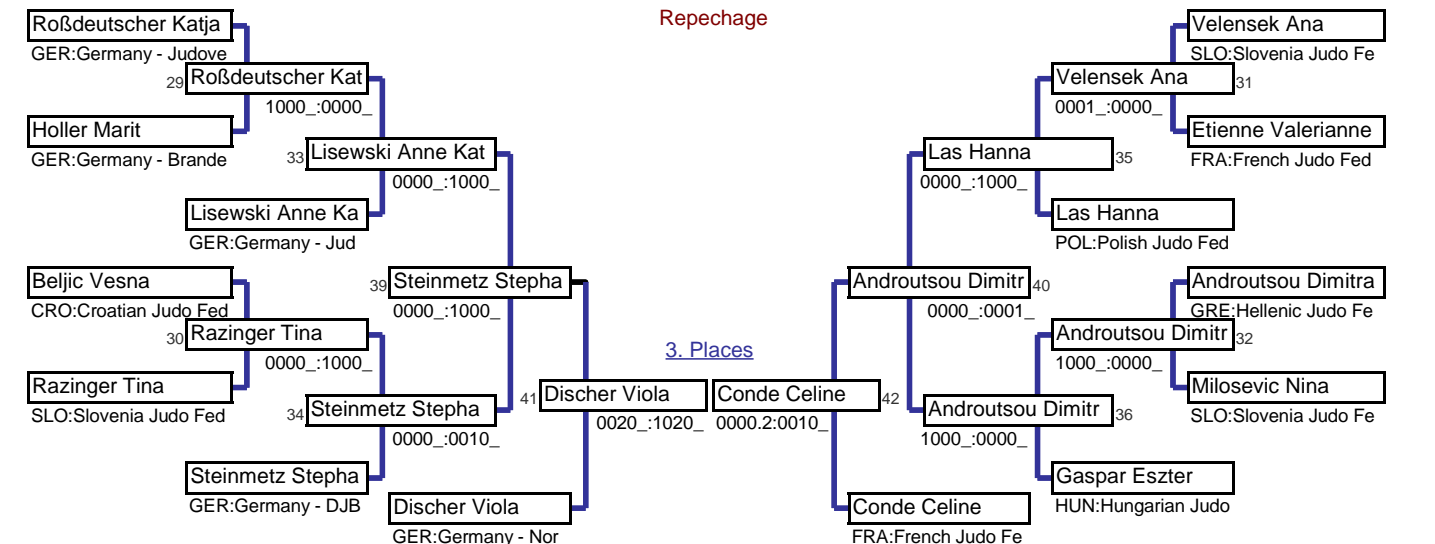 Repechage
Roßdeutscher Katja
GER:Germany - Judove
29
Roßdeutscher Kat
1000_:0000_
Holler Marit
GER:Germany - Brande
33
Lisewski Anne Kat
0000_:1000_
Lisewski Anne Ka
GER:Germany - Jud
Beljic Vesna
CRO:Croatian Judo Fed
39
Steinmetz Stepha
0000_:1000_
30
Razinger Tina
0000_:1000_
Razinger Tina
SLO:Slovenia Judo Fed
34
Steinmetz Stepha
0000_:0010_
Steinmetz Stepha
GER:Germany - DJB
41
Discher Viola
0020_:1020_
Discher Viola
GER:Germany - Nor
3. Places
Velensek Ana
SLO:Slovenia Judo Fe
Velensek Ana
31
0001_:0000_
Etienne Valerianne
FRA:French Judo Fed
Las Hanna
35
0000_:1000_
Las Hanna
POL:Polish Judo Fed
Androutsou Dimitr
40
0000_:0001_
Androutsou Dimitra
GRE:Hellenic Judo Fe
Androutsou Dimitr
32
1000_:0000_
Milosevic Nina
SLO:Slovenia Judo Fe
Conde Celine
42
0000.2:0010_
Androutsou Dimitr
36
1000_:0000_
Gaspar Eszter
HUN:Hungarian Judo
Conde Celine
FRA:French Judo Fe